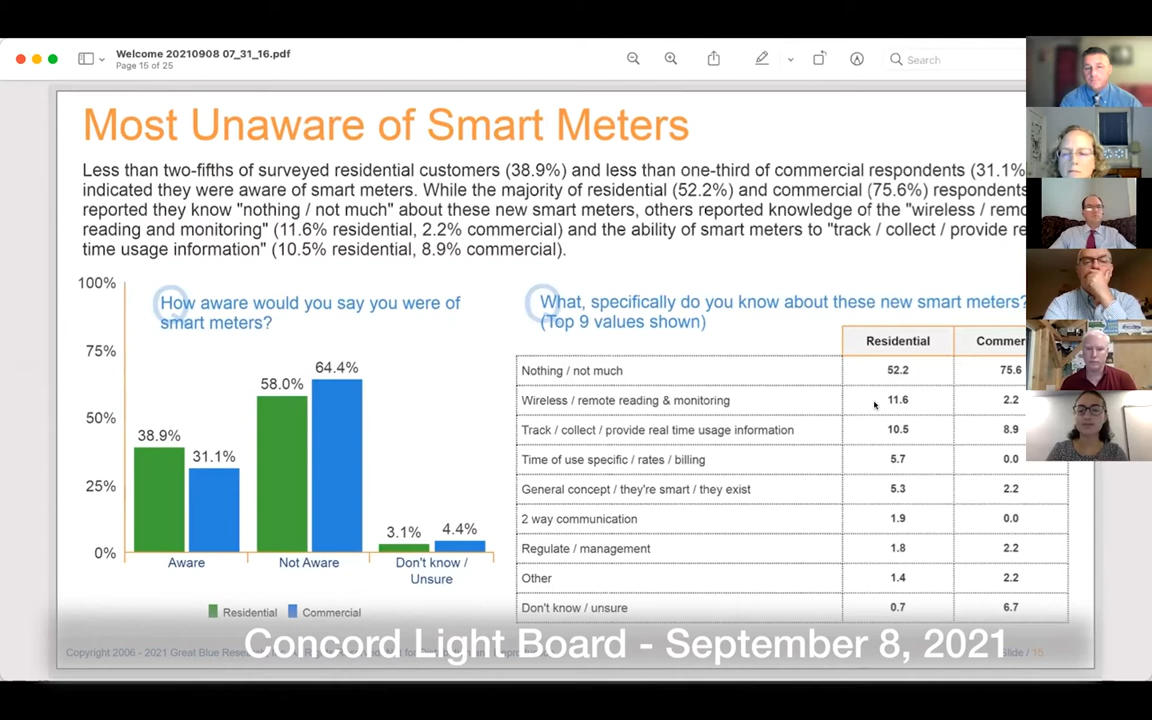 Welcome 20210908 07_31_16.pdf
Page 15 of 25
Search
Most Unaware of Smart Meters
Less than two-fifths of surveyed residential customers (38.9%) and less than one-third of commercial respondents (31.1%
indicated they were aware of smart meters. While the majority of residential (52.2%) and commercial (75.6%) respondents
reported they know "nothing / not much" about these new smart meters, others reported knowledge of the "wireless / remo
reading and monitoring" (11.6% residential, 2.2% commercial) and the ability of smart meters to "track / collect / provide re
time usage information" (10.5% residential, 8.9% commercial).
How aware would you say you were of
smart meters?
100%
75%
50%
25%
0%
38.9%
31.1%
58.0%
64.4%
3.1%
4.4%
Aware
Not Aware
Don't know /
Unsure
Residential
Commercial
What, specifically do you know about these new smart meters?
(Top 9 values shown)
Residential Commer
Nothing / not much 52.2 75.6
Wireless / remote reading & monitoring 11.6 2.2
Track / collect / provide real time usage information 10.5 8.9
Time of use specific / rates / billing 5.7 0.0
General concept / they're smart / they exist 5.3 2.2
2 way communication 1.9 0.0
Regulate / management 1.8 2.2
Other 1.4 2.2
Don't know / unsure 0.7 6.7
Concord Light Board - September 8, 2021
Copyright 2006 - 2021 Great Blue Resea
Slide / 15